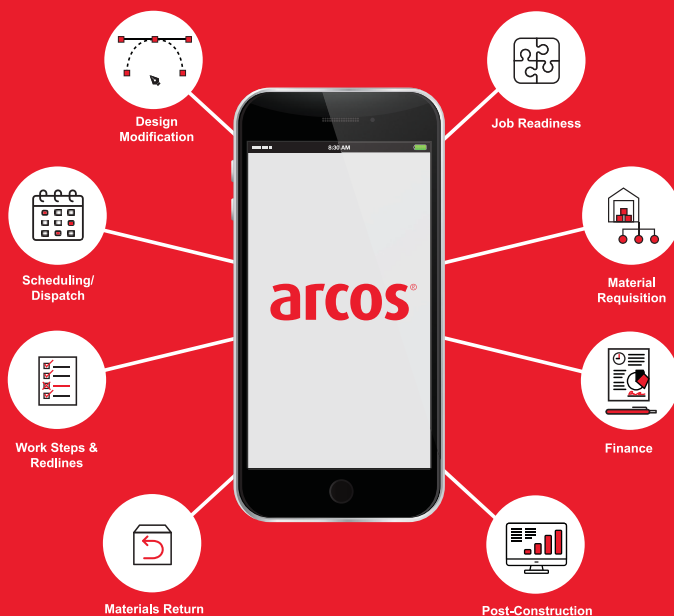 Design
Modification
Job Readiness
8:30 AM
Scheduling/
Dispatch
Material
Requisition
arcos®
Work Steps &
Redlines
Finance
Materials Return
Post-Construction